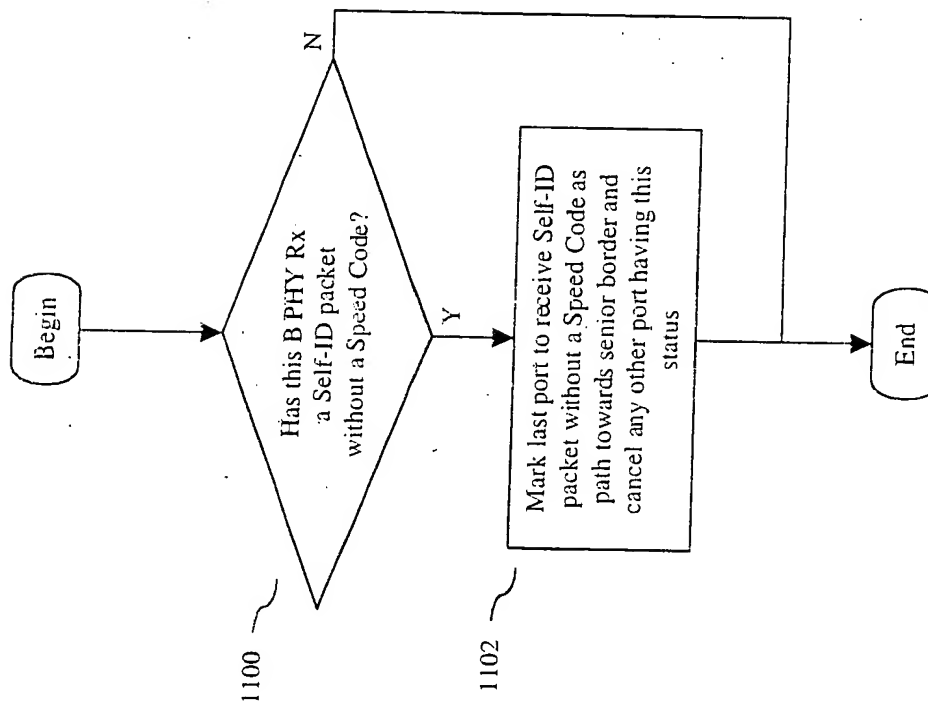 Begin
Has this B PHY Rx
a Self-ID packet
without a Speed Code?
N
1100
Y
Mark last port to receive Self-ID
packet without a Speed Code as
path towards senior border and
cancel any other port having this
status
1102
End